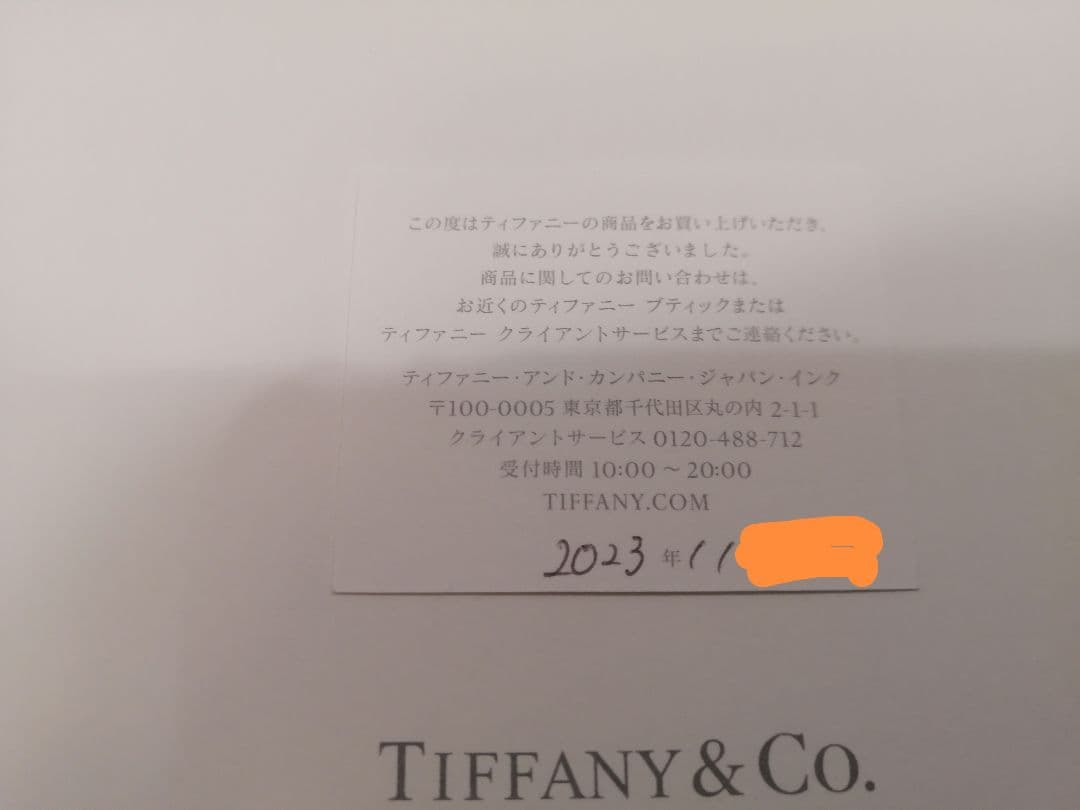 この度はティファニーの商品をお買い上げいただき、
誠にありがとうございました。
商品に関してのお問い合わせは、
お近くのティファニー ブティックまたは
ティファニー クライアントサービスまでご連絡ください。
ティファニー・アンド・カンパニー・ジャパン・インク
〒100-0005 東京都千代田区丸の内 2-1-1
クライアントサービス 0120-488-712
受付時間 10:00 ～ 20:00
TIFFANY.COM
2023 年 11
TIFFANY & CO.